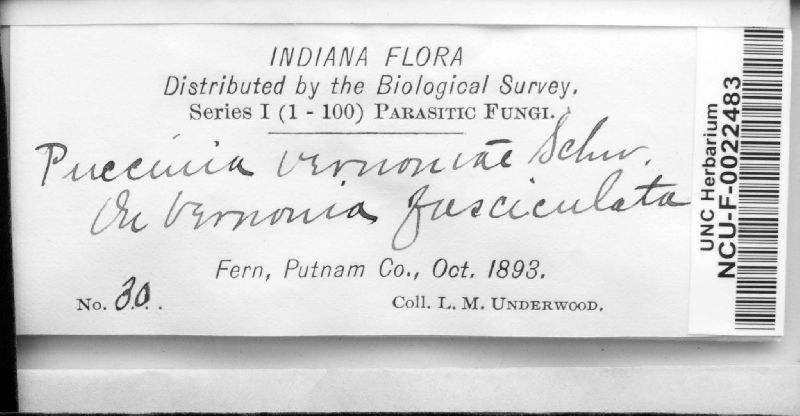 INDIANA FLORA
Distributed by the Biological Survey.
Series I (1 - 100) PARASITIC FUNGI.
Puccinia vernoniae Schw.
On Vernonia fasciculata
Fern, Putnam Co., Oct. 1893.
No. 30. Coll. L. M. UNDERWOOD.
UNC Herbarium
NCU-F-0022483